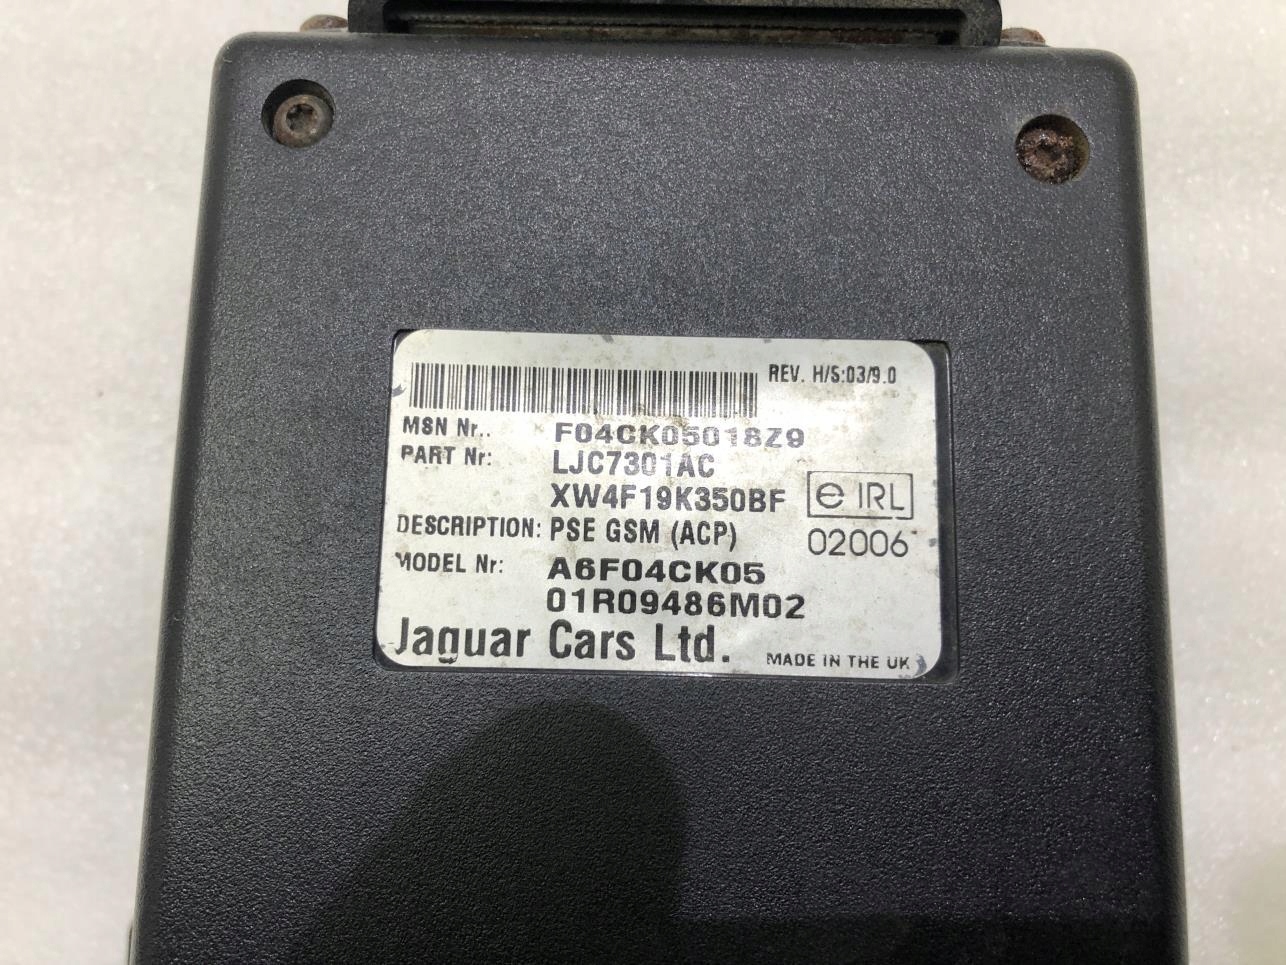 REV. H/S:03/9.0
MSN Nr.. F04CK05018Z9
PART Nr: LJC7301AC
XW4F19K350BF
e IRL
DESCRIPTION: PSE GSM (ACP)
02006
MODEL Nr: A6F04CK05
01R09486M02
Jaguar Cars Ltd. MADE IN THE UK